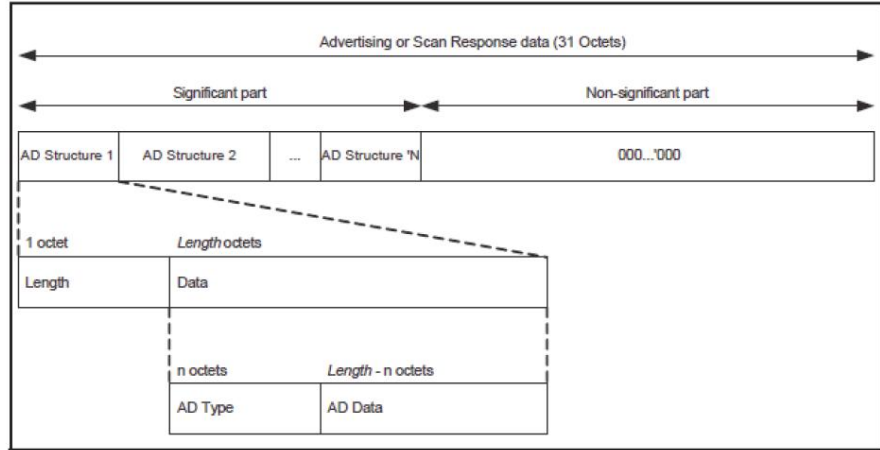 Advertising or Scan Response data (31 Octets)
Significant part Non-significant part
AD Structure 1 AD Structure 2 ... AD Structure 'N 000...'000
1 octet Length octets
Length Data
n octets Length - n octets
AD Type AD Data